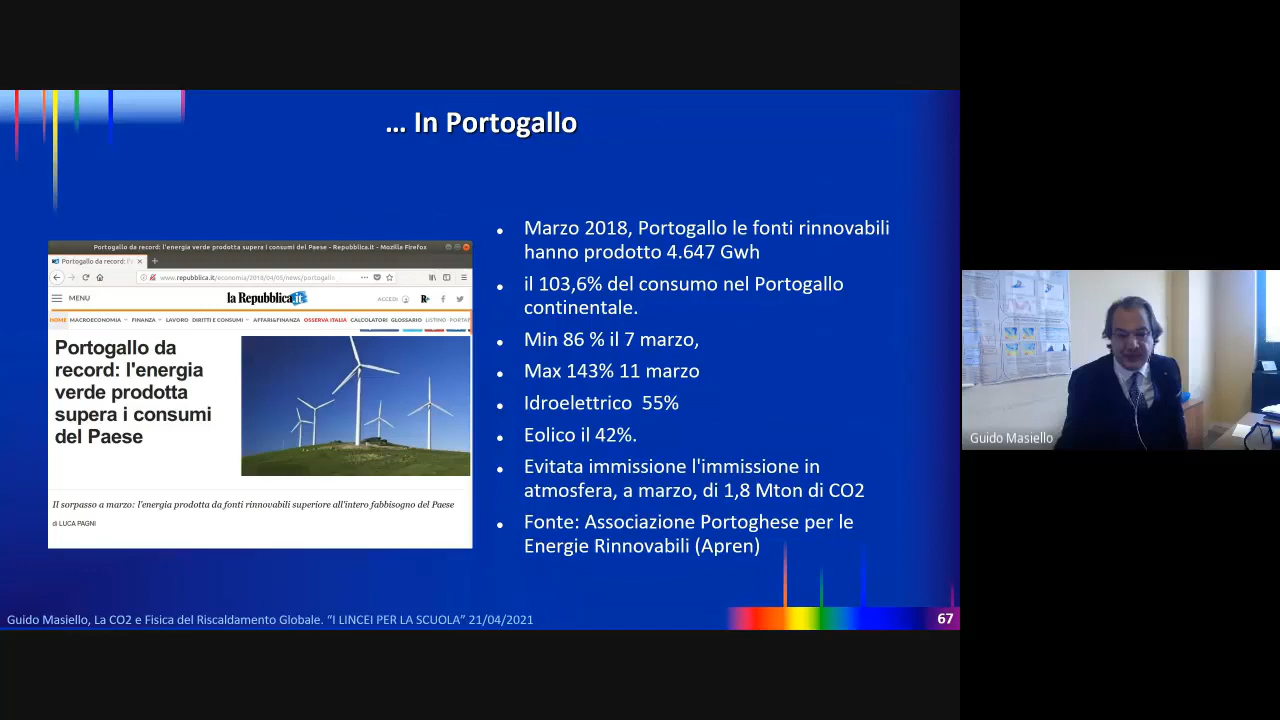 ... In Portogallo
Portogallo da record: l'energia verde prodotta supera i consumi del Paese - Repubblica.it - Mozilla Firefox
Portogallo da record: E
www.repubblica.it/economia/2018/04/05/news/portogallo
MENU
la Repubblica.it
ACCEDI
R+
HOME MACROECONOMIA FINANZA LAVORO DIRITTI E CONSUMI AFFARI&FINANZA OSSERVA ITALIA CALCOLATORI GLOSSARIO LISTINO PORTAF
Portogallo da
record: l'energia
verde prodotta
supera i consumi
del Paese
Il sorpasso a marzo: l'energia prodotta da fonti rinnovabili superiore all'intero fabbisogno del Paese
di LUCA PAGNI
• Marzo 2018, Portogallo le fonti rinnovabili
hanno prodotto 4.647 Gwh
• il 103,6% del consumo nel Portogallo
continentale.
• Min 86 % il 7 marzo,
• Max 143% 11 marzo
• Idroelettrico 55%
• Eolico il 42%.
• Evitata immissione l'immissione in
atmosfera, a marzo, di 1,8 Mton di CO2
• Fonte: Associazione Portoghese per le
Energie Rinnovabili (Apren)
Guido Masiello, La CO2 e Fisica del Riscaldamento Globale. “I LINCEI PER LA SCUOLA” 21/04/2021
67
Guido Masiello